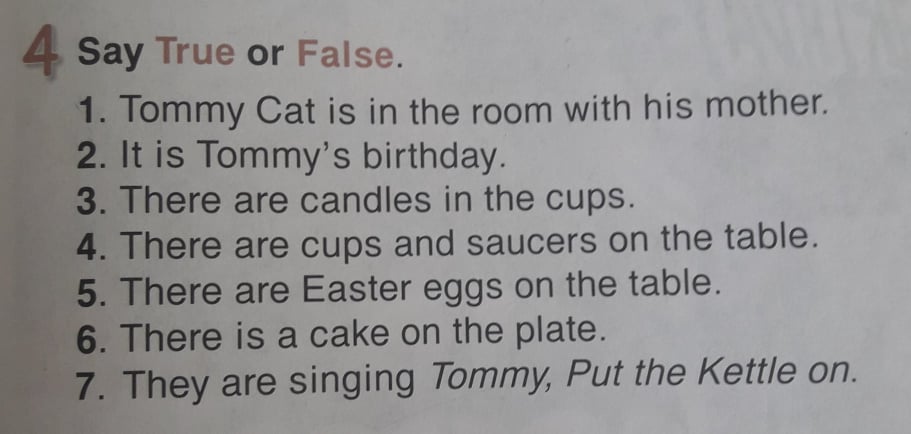 4 Say True or False.
1. Tommy Cat is in the room with his mother.
2. It is Tommy's birthday.
3. There are candles in the cups.
4. There are cups and saucers on the table.
5. There are Easter eggs on the table.
6. There is a cake on the plate.
7. They are singing Tommy, Put the Kettle on.